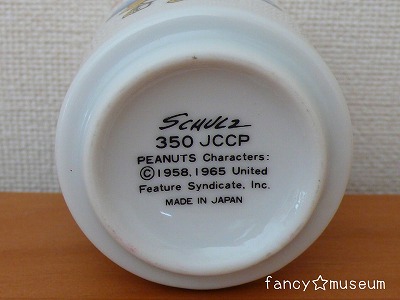 SCHULZ
350 JCCP
PEANUTS Characters:
©1958,1965 United
Feature Syndicate, Inc.
MADE IN JAPAN
fancy☆museum